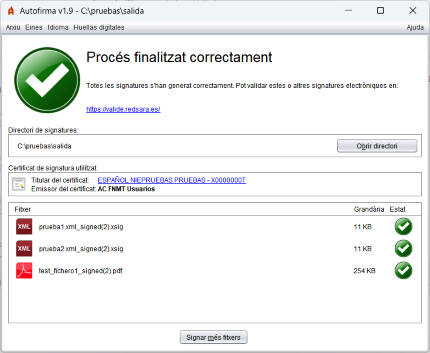 Autofirma v1.9 - C:\pruebas\salida
Arxiu Eines Idioma Huellas digitales Ajuda
Procés finalitzat correctament
Totes les signatures s'han generat correctament. Pot validar estes o altres signatures electròniques en:
https://valide.redsara.es/
Directori de signatures:
C:\pruebas\salida
Obrir directori
Certificat de signatura utilitzat
Titular del certificat: ESPAÑOL NIEPRUEBAS PRUEBAS - X0000000T
Emissor del certificat: AC FNMT Usuarios
Fitxer Grandària Estat
XML prueba1.xml_signed(2).xsig 11 KB
XML prueba2.xml_signed(2).xsig 11 KB
test_fichero1_signed(2).pdf 254 KB
Signar més fitxers